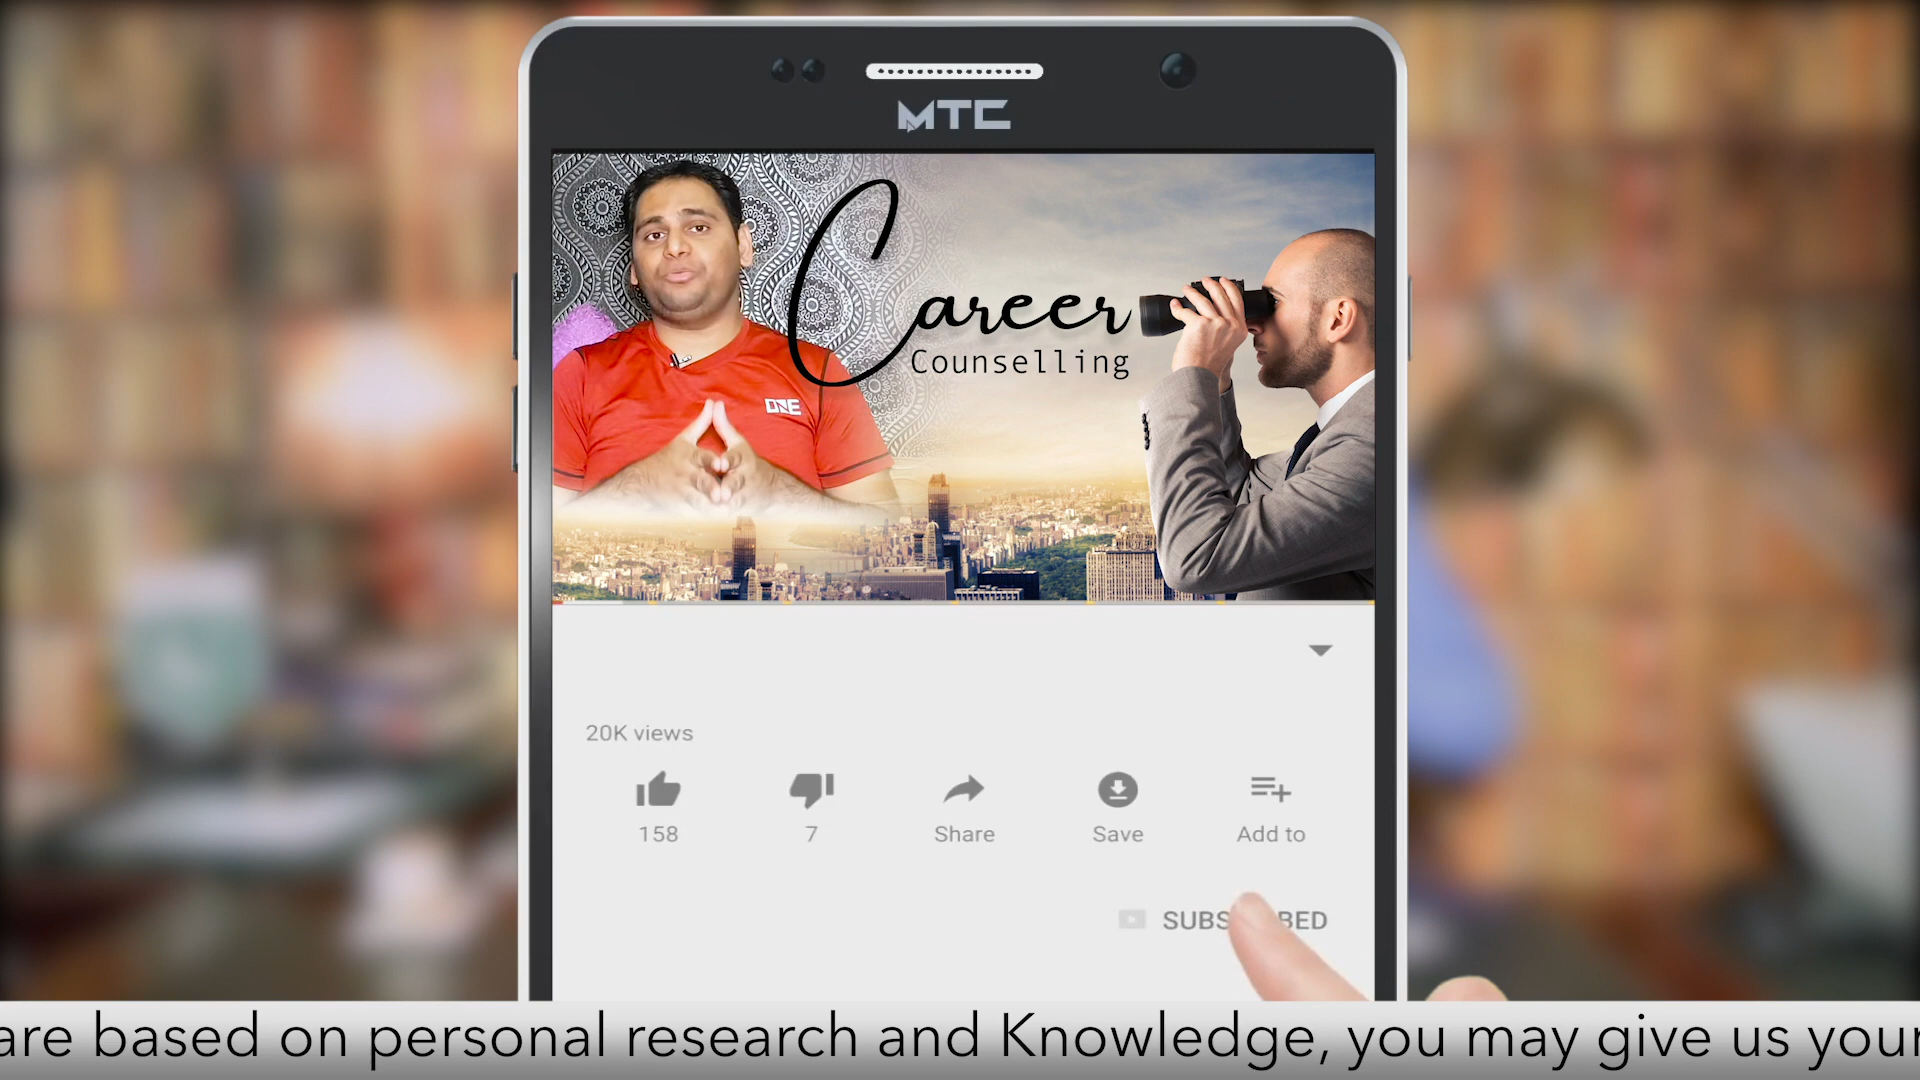 MTC
Career
Counselling
ONE
20K views
158
7
Share
Save
Add to
are based on personal research and Knowledge, you may give us your